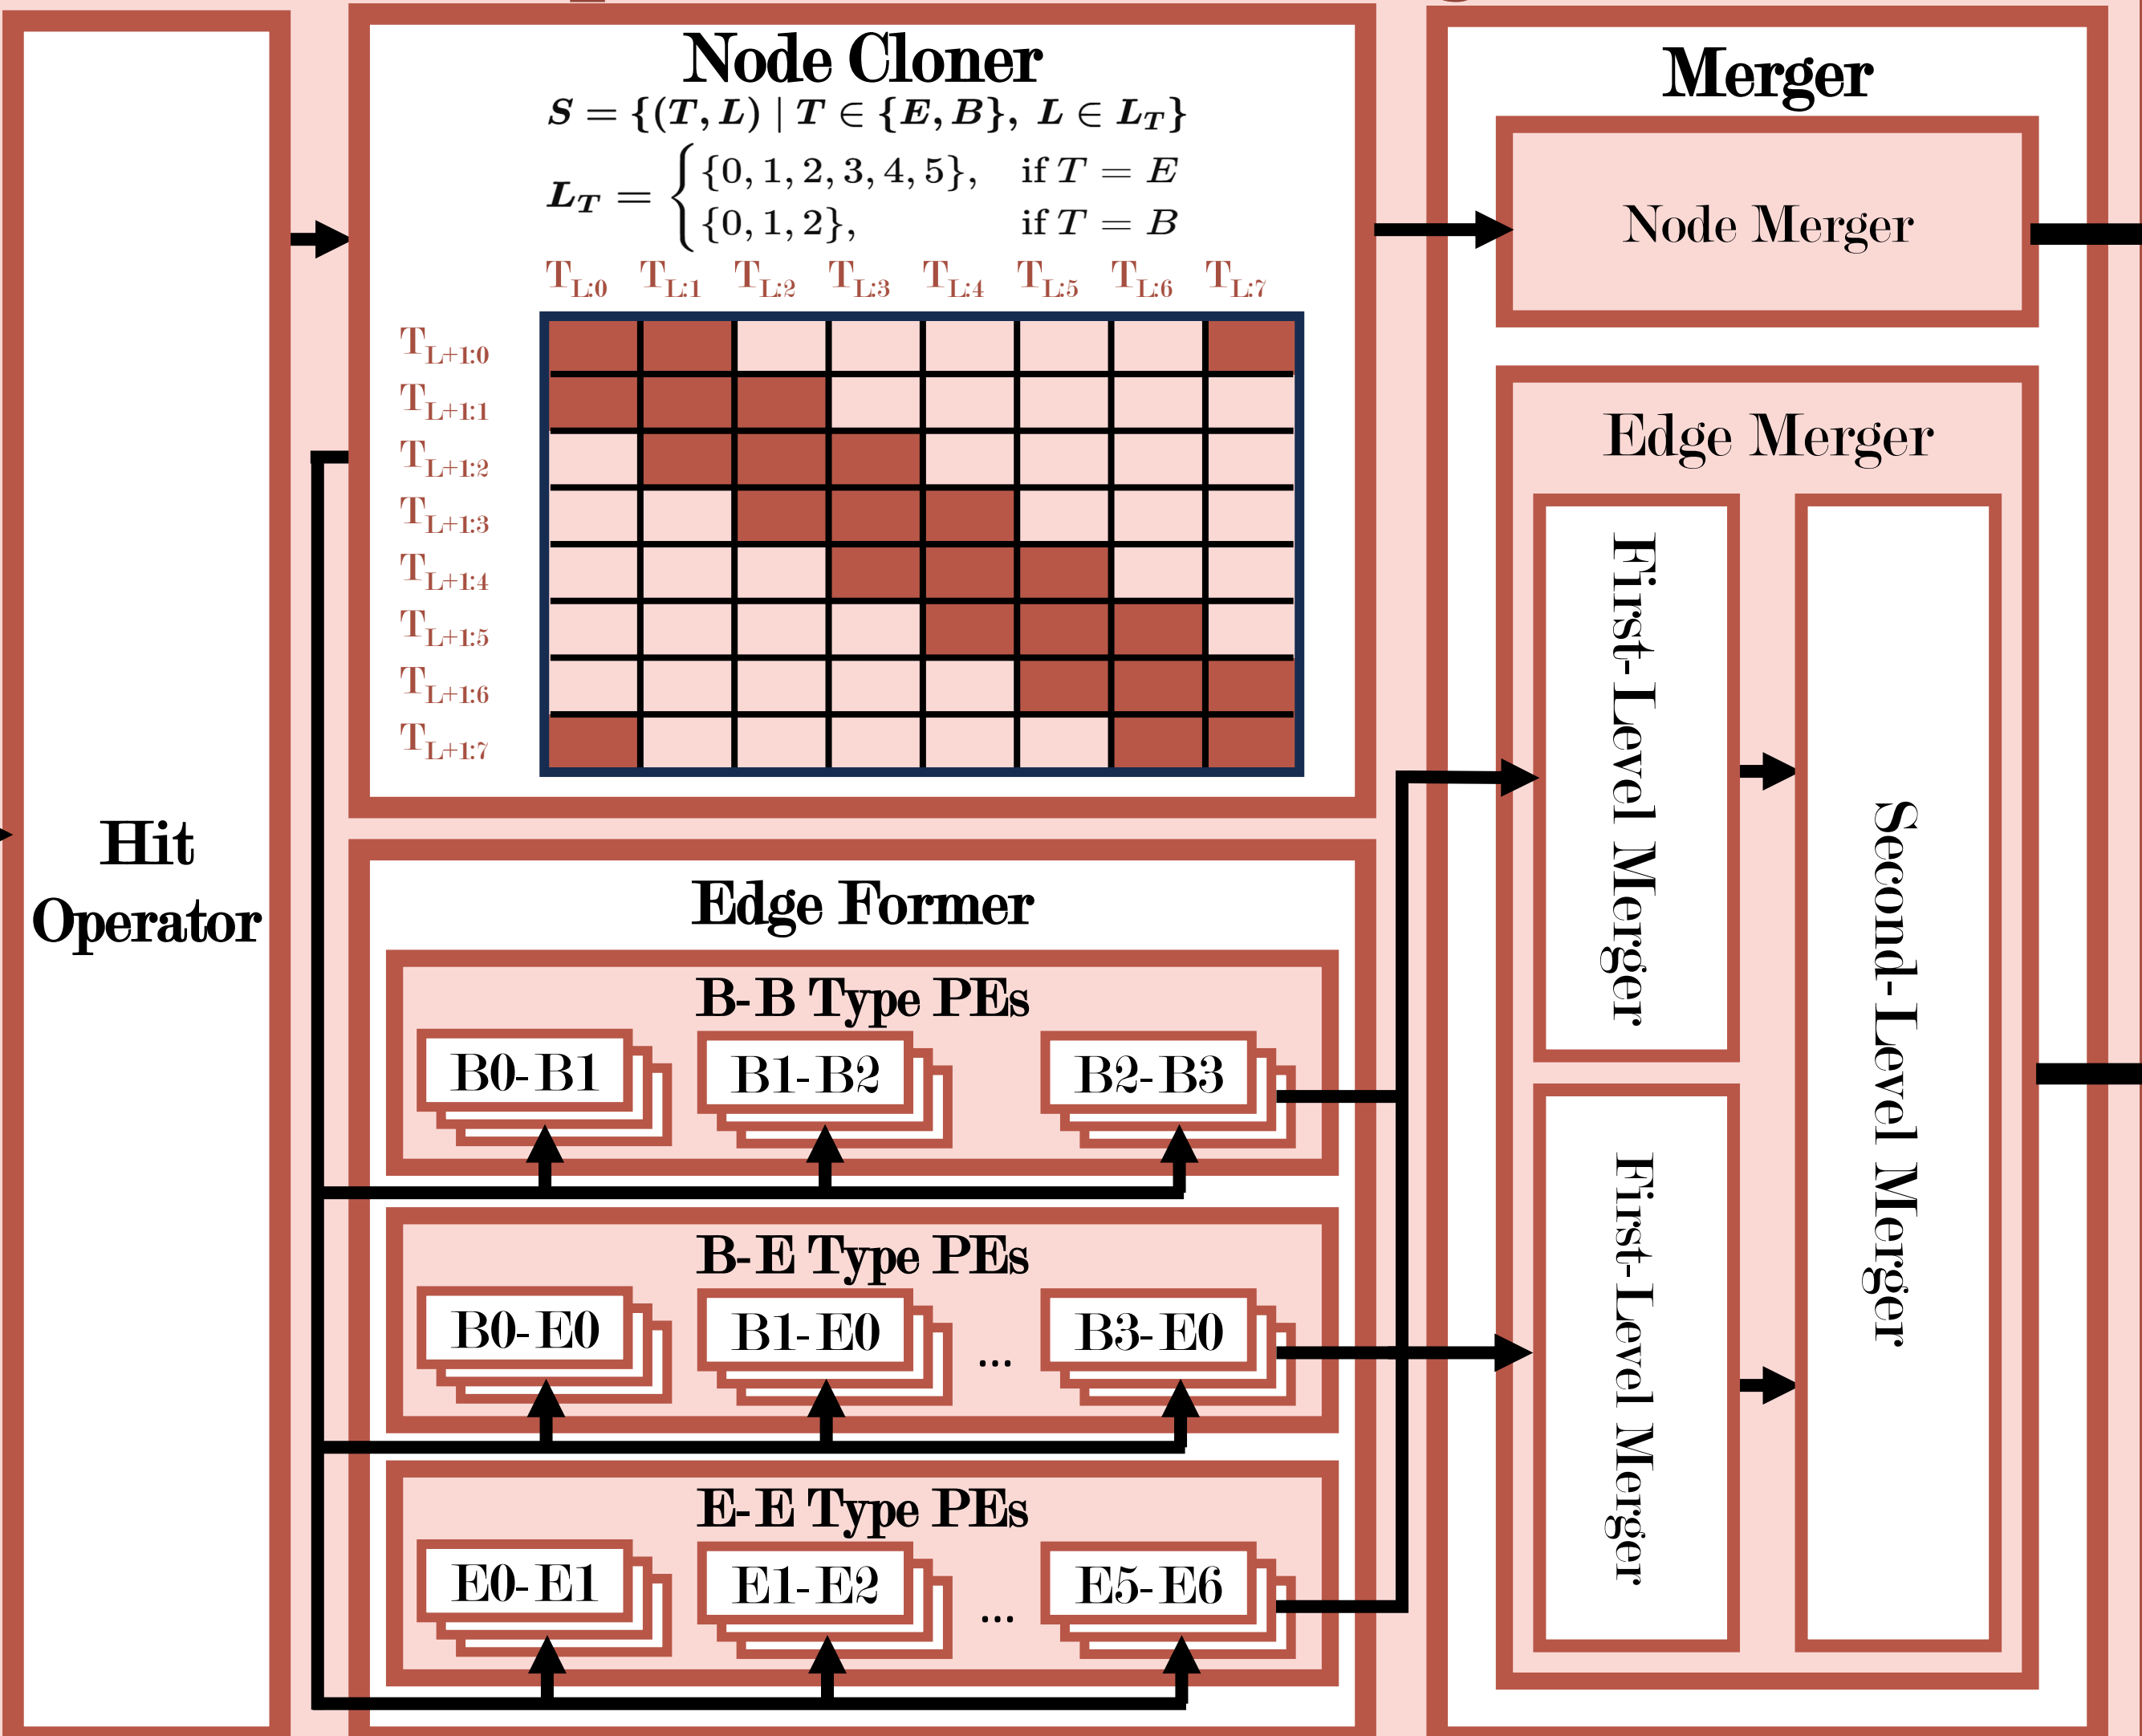 Hit
Operator
Node Cloner
S = {(T, L) | T ∈ {E, B}, L ∈ L_T}
L_T = { {0, 1, 2, 3, 4, 5}, if T = E
{0, 1, 2}, if T = B
T_L:0 T_L:1 T_L:2 T_L:3 T_L:4 T_L:5 T_L:6 T_L:7
T_L+1:0
T_L+1:1
T_L+1:2
T_L+1:3
T_L+1:4
T_L+1:5
T_L+1:6
T_L+1:7
Edge Former
B-B Type PEs
B0-B1 B1-B2 B2-B3
B-E Type PEs
B0-E0 B1-E0 ... B3-E0
E-E Type PEs
E0-E1 E1-E2 ... E5-E6
Merger
Node Merger
Edge Merger
First-Level Merger
First-Level Merger
Second-Level Merger